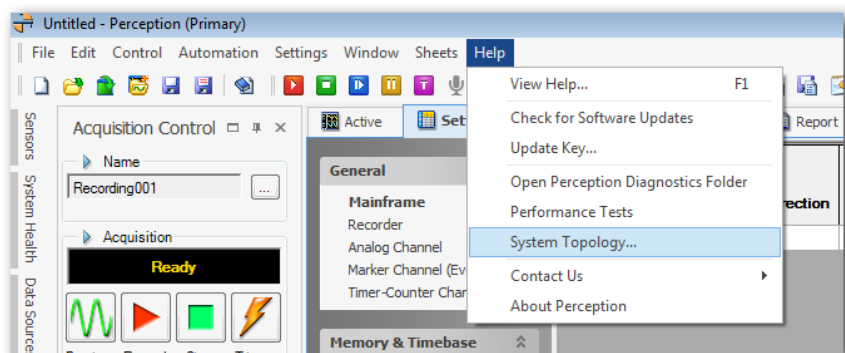 Untitled - Perception (Primary)
File Edit Control Automation Settings Window Sheets Help
Sensors
System Health
Data Sources
Acquisition Control
Name
Recording001
...
Acquisition
Ready
Active
Set
Report
General
Mainframe
Recorder
Analog Channel
Marker Channel (Ev
Timer-Counter Char
Memory & Timebase
View Help... F1
Check for Software Updates
Update Key...
Open Perception Diagnostics Folder
Performance Tests
System Topology...
Contact Us
About Perception
rection